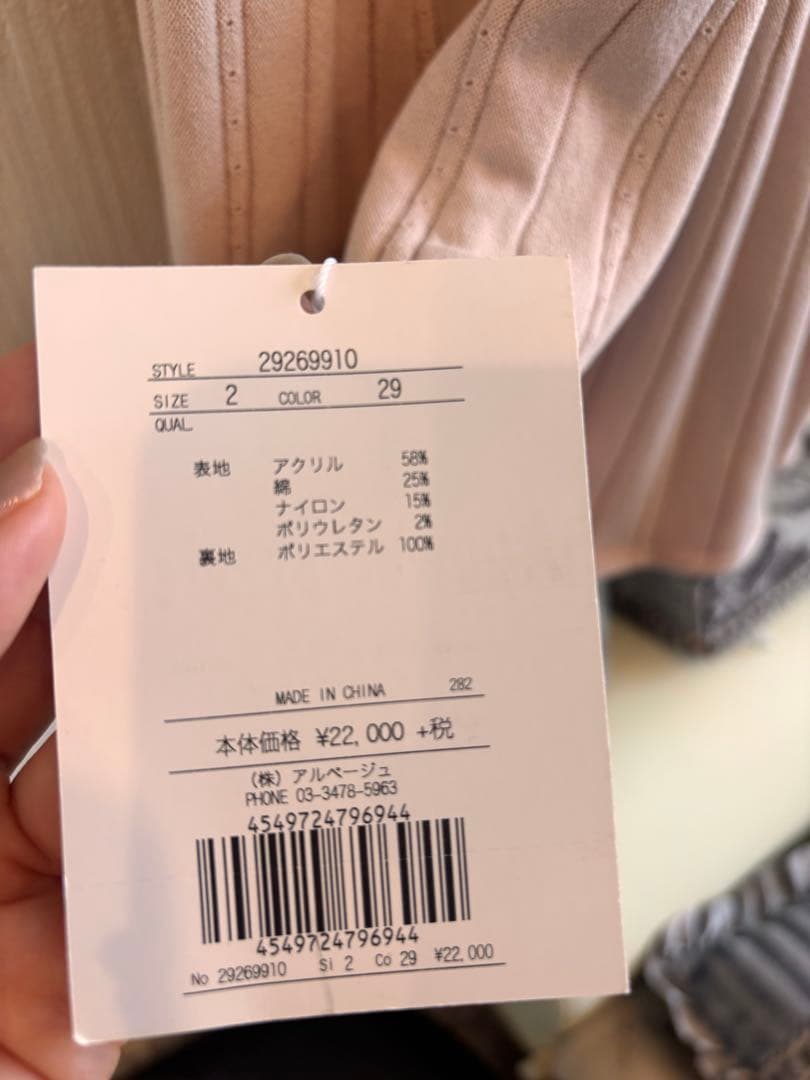 STYLE 29269910
SIZE 2 COLOR 29
QUAL.
表地 アクリル 58%
綿 25%
ナイロン 15%
ポリウレタン 2%
裏地 ポリエステル 100%
MADE IN CHINA 282
本体価格 ¥22,000 +税
(株) アルページュ
PHONE 03-3478-5963
4549724796944
4549724796944
No 29269910 Si 2 Co 29 ¥22,000